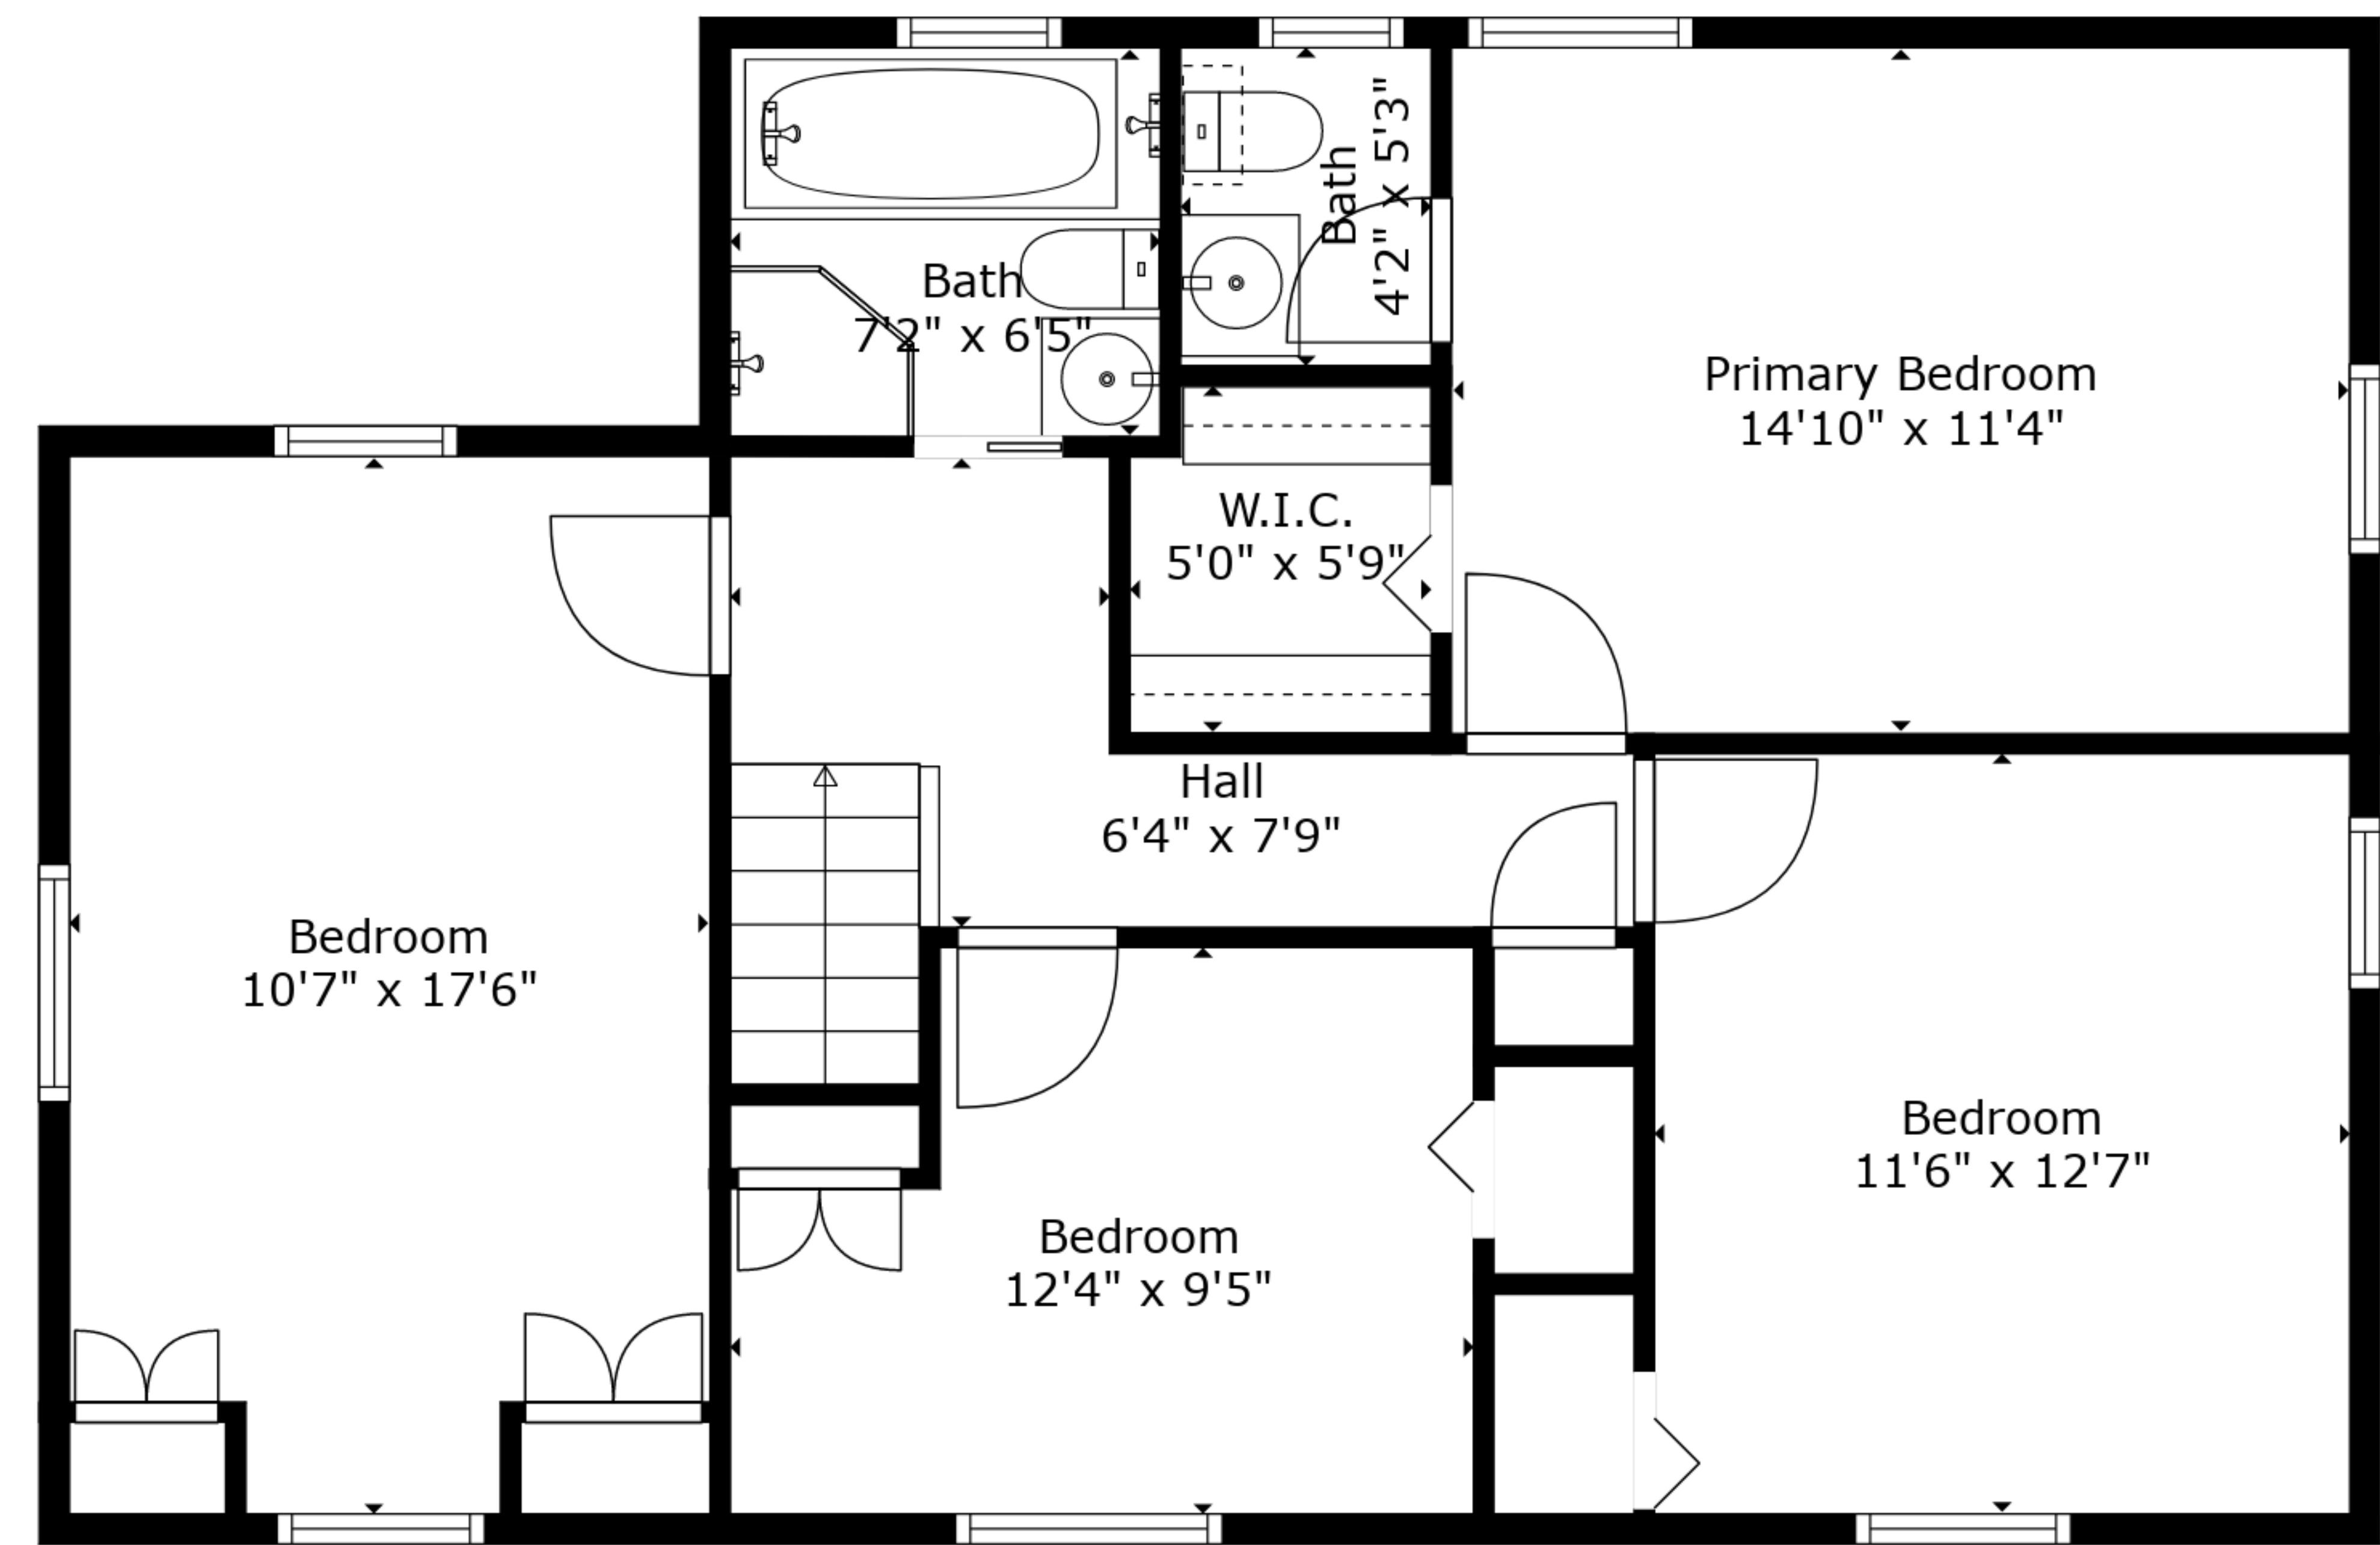 Bath
7'2" x 6'5"
Bath
4'2" x 5'3"
Primary Bedroom
14'10" x 11'4"
W.I.C.
5'0" x 5'9"
Hall
6'4" x 7'9"
Bedroom
10'7" x 17'6"
Bedroom
12'4" x 9'5"
Bedroom
11'6" x 12'7"